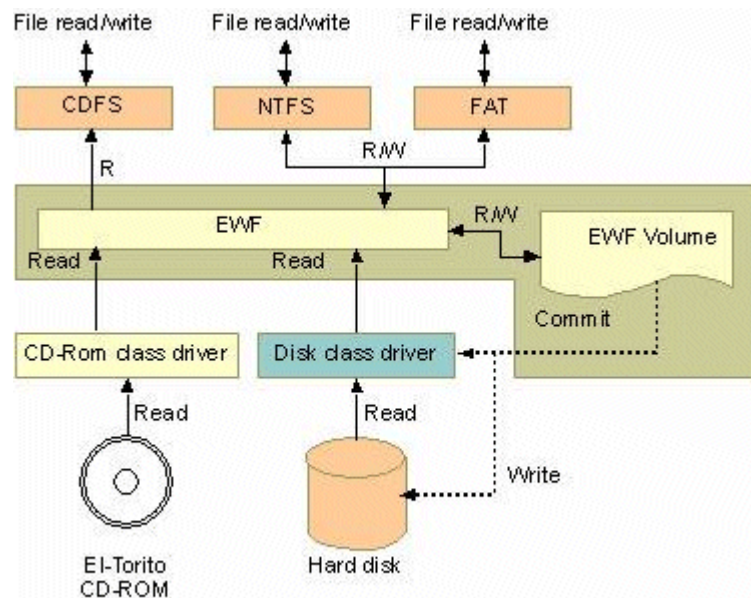 File read/write
File read/write
File read/write
CDFS
NTFS
FAT
R
R/W
EWF
R/W
EWF Volume
Read
Read
Commit
CD-Rom class driver
Disk class driver
Read
Read
Write
El-Torito
CD-ROM
Hard disk